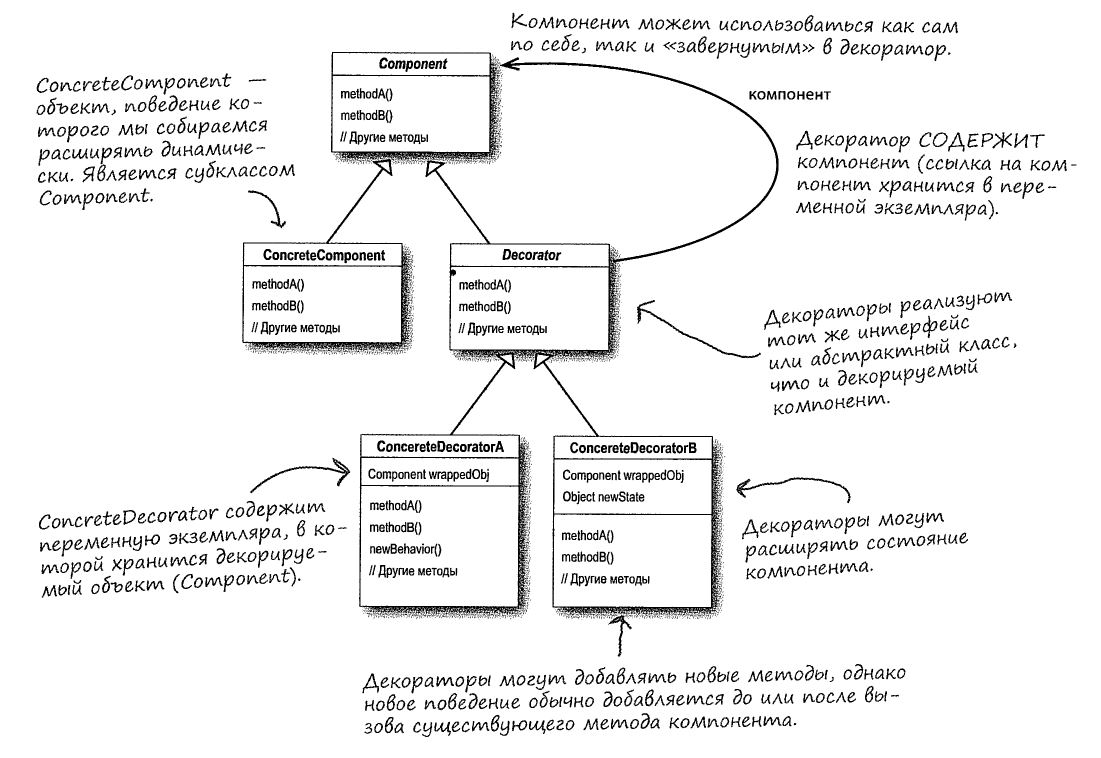 Компонент может использоваться как сам
по себе, так и «завернутым» в декоратор.
Component
methodA()
methodB()
// Другие методы
компонент
ConcreteComponent —
объект, поведение ко-
торого мы собираемся
расширять динамиче-
ски. Является субклассом
Component.
Декоратор СОДЕРЖИТ
компонент (ссылка на ком-
понент хранится в пере-
менной экземпляра).
ConcreteComponent
methodA()
methodB()
// Другие методы
Decorator
methodA()
methodB()
// Другие методы
Декораторы реализуют
тот же интерфейс
или абстрактный класс,
что и декорируемый
компонент.
ConcereteDecoratorA
Component wrappedObj
methodA()
methodB()
newBehavior()
// Другие методы
ConcereteDecoratorB
Component wrappedObj
Object newState
methodA()
methodB()
// Другие методы
ConcreteDecorator содержит
переменную экземпляра, в ко-
торой хранится декорируе-
мый объект (Component).
Декораторы могут
расширять состояние
компонента.
Декораторы могут добавлять новые методы, однако
новое поведение обычно добавляется до или после вы-
зова существующего метода компонента.